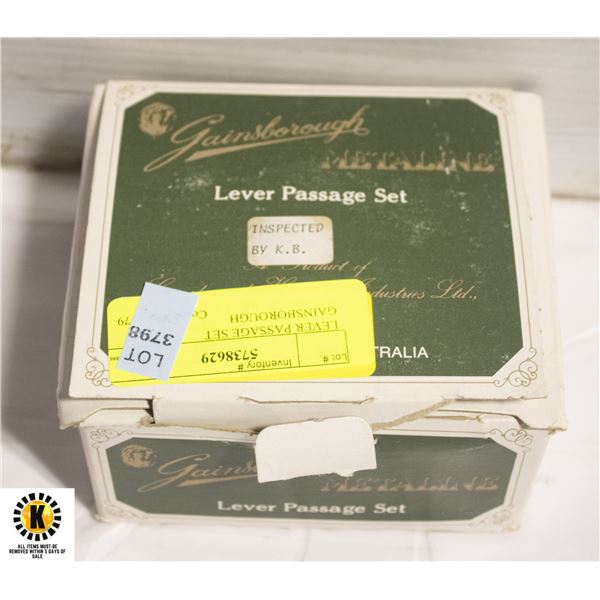 Gainsborough
METALINE
Lever Passage Set
INSPECTED
BY K.B.
A Product of
Industries Ltd.,
TRALIA
LOT
3798
Lot#
Inventory#
5738629
LEVER PASSAGE SET
GAINSBOROUGH
Gainsborough
METALINE
Lever Passage Set
K
ALL ITEMS MUST BE
REMOVED WITHIN 5 DAYS OF
SALE